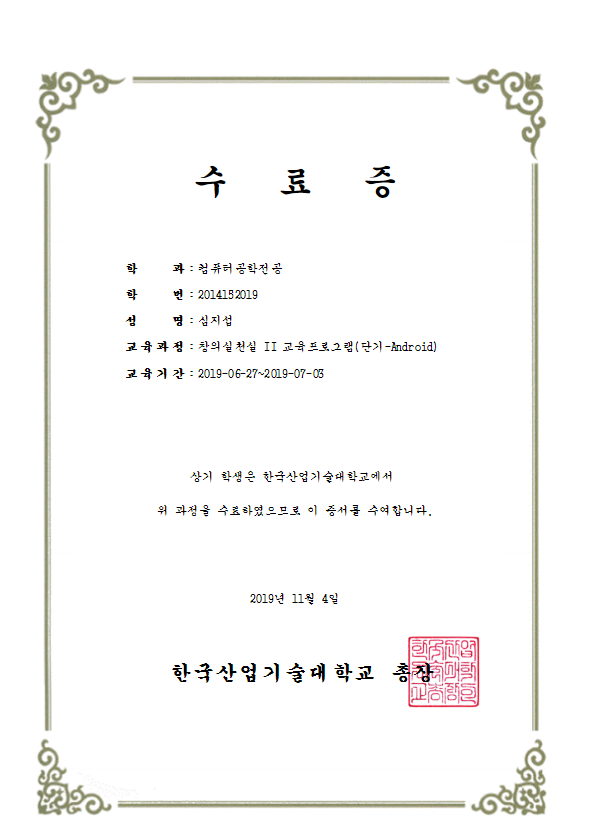 수 료 증
학 과 : 컴퓨터공학전공
학 번 : 2014152019
성 명 : 심지섭
교육과정 : 창의실천실 II 교육프로그램(단기-Android)
교육기간 : 2019-06-27~2019-07-03
상기 학생은 한국산업기술대학교에서
위 과정을 수료하였으므로 이 증서를 수여합니다.
2019년 11월 4일
한국산업기술대학교 총장